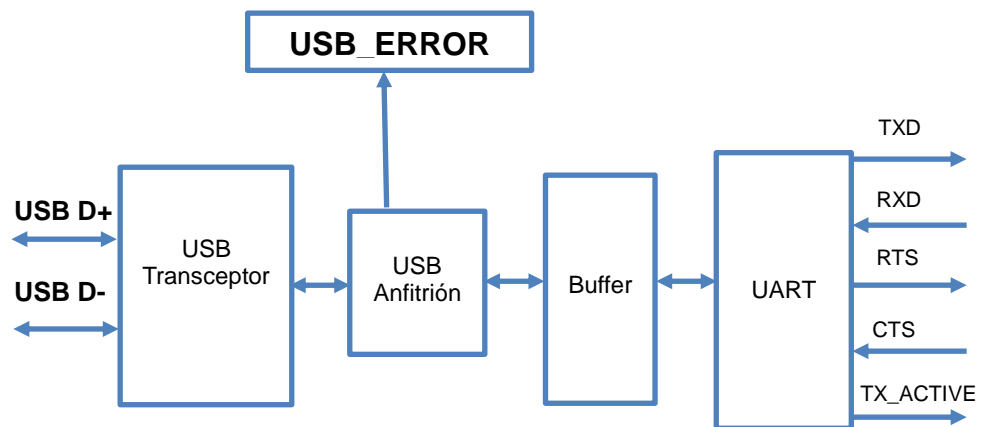 USB_ERROR
USB D+
USB D-
USB
Transceptor
USB
Anfitrión
Buffer
UART
TXD
RXD
RTS
CTS
TX_ACTIVE